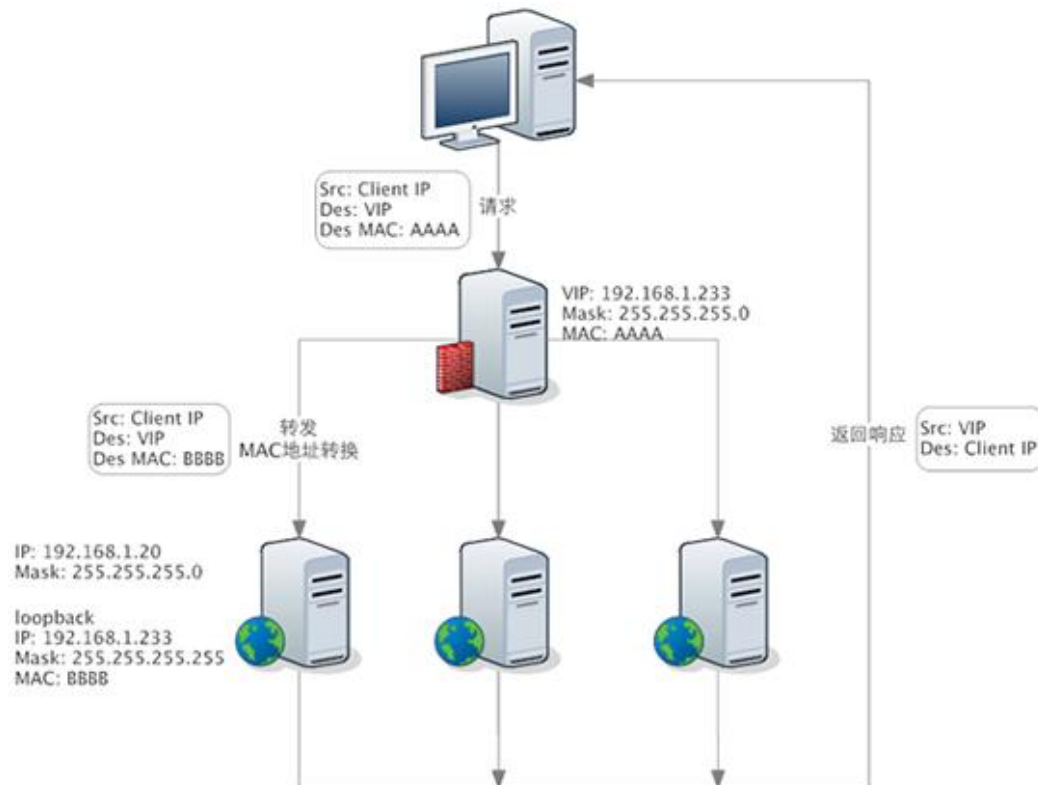 Src: Client IP
Des: VIP
Des MAC: AAAA
请求
VIP: 192.168.1.233
Mask: 255.255.255.0
MAC: AAAA
Src: Client IP
Des: VIP
Des MAC: BBBB
转发
MAC地址转换
返回响应
Src: VIP
Des: Client IP
IP: 192.168.1.20
Mask: 255.255.255.0
loopback
IP: 192.168.1.233
Mask: 255.255.255.255
MAC: BBBB